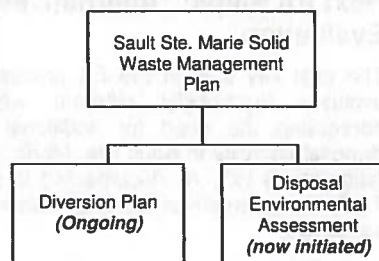 Sault Ste. Marie Solid
Waste Management
Plan
Diversion Plan
(Ongoing)
Disposal
Environmental
Assessment
(now initiated)